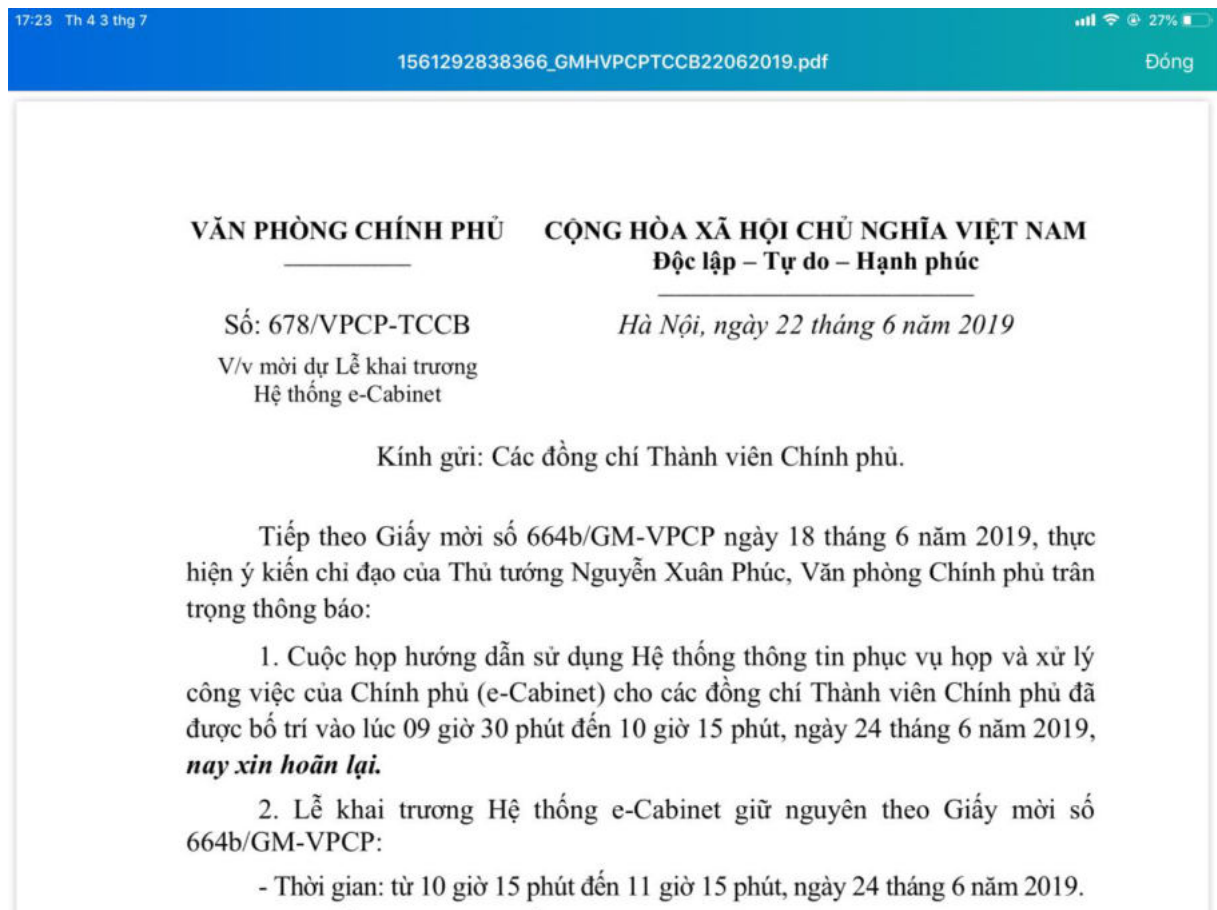 17:23 Th 4 3 thg 7
27%
1561292838366_GMHVPCPTCCB22062019.pdf
Đóng
VĂN PHÒNG CHÍNH PHỦ
CỘNG HÒA XÃ HỘI CHỦ NGHĨA VIỆT NAM
Độc lập – Tự do – Hạnh phúc
Số: 678/VPCP-TCCB
Hà Nội, ngày 22 tháng 6 năm 2019
V/v mời dự Lễ khai trương
Hệ thống e-Cabinet
Kính gửi: Các đồng chí Thành viên Chính phủ.
Tiếp theo Giấy mời số 664b/GM-VPCP ngày 18 tháng 6 năm 2019, thực
hiện ý kiến chỉ đạo của Thủ tướng Nguyễn Xuân Phúc, Văn phòng Chính phủ trân
trọng thông báo:
1. Cuộc họp hướng dẫn sử dụng Hệ thống thông tin phục vụ họp và xử lý
công việc của Chính phủ (e-Cabinet) cho các đồng chí Thành viên Chính phủ đã
được bố trí vào lúc 09 giờ 30 phút đến 10 giờ 15 phút, ngày 24 tháng 6 năm 2019,
nay xin hoãn lại.
2. Lễ khai trương Hệ thống e-Cabinet giữ nguyên theo Giấy mời số
664b/GM-VPCP:
- Thời gian: từ 10 giờ 15 phút đến 11 giờ 15 phút, ngày 24 tháng 6 năm 2019.